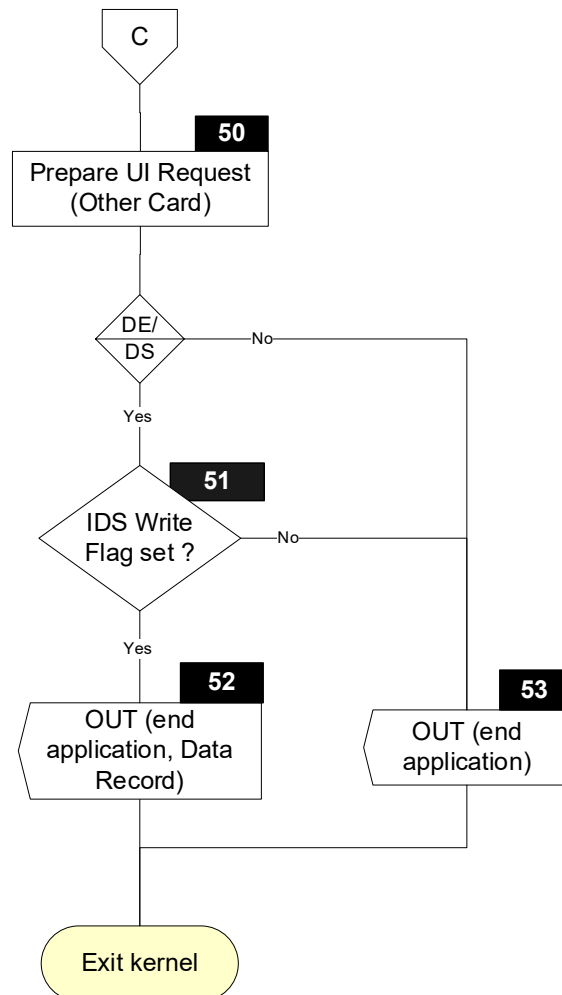 C
50
Prepare UI Request
(Other Card)
DE/
DS
No
Yes
51
IDS Write
Flag set ?
No
Yes
52
OUT (end
application, Data
Record)
53
OUT (end
application)
Exit kernel